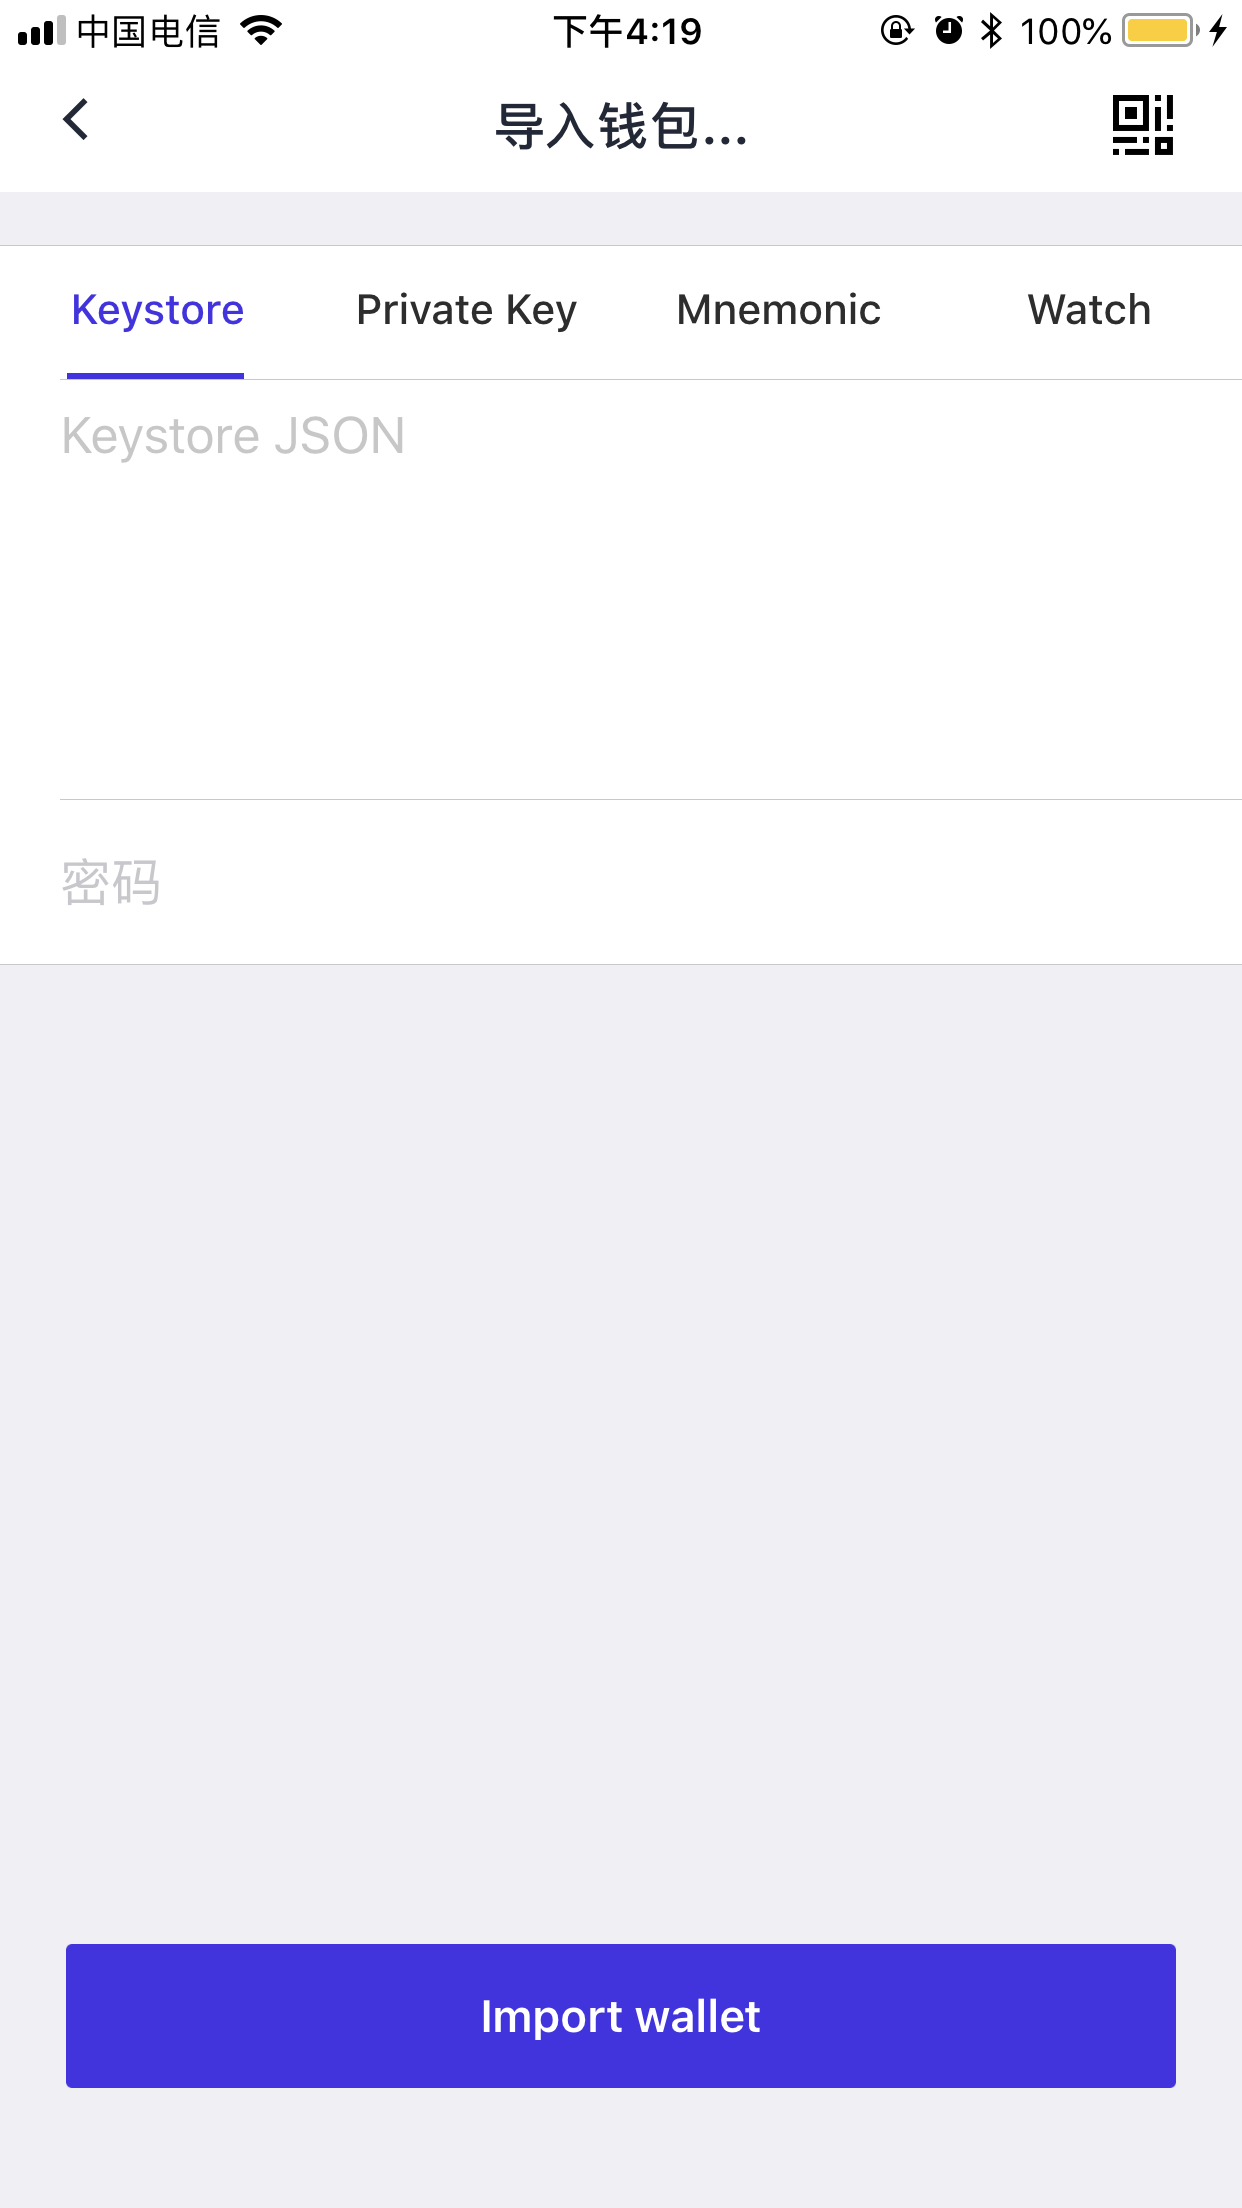 中国电信 下午4:19 100%
导入钱包...
Keystore Private Key Mnemonic Watch
Keystore JSON
密码
Import wallet